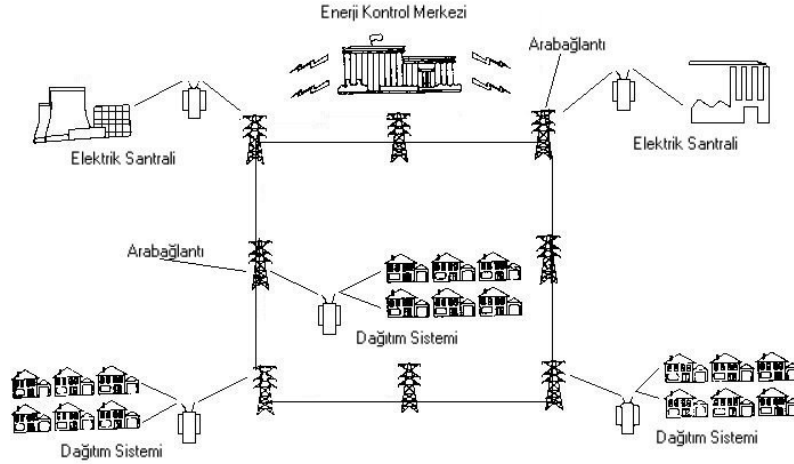 Enerji Kontrol Merkezi
Arabağlantı
Elektrik Santrali
Elektrik Santrali
Arabağlantı
Dağıtım Sistemi
Dağıtım Sistemi
Dağıtım Sistemi